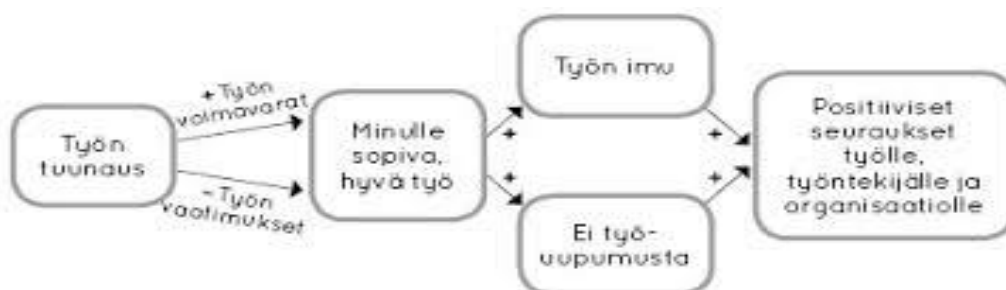 Työn
tuunaus
+Työn
voimavarat
-Työn
vaatimukset
Minulle
sopiva,
hyvä työ
+
+
Työn imu
Ei työ-
uupumusta
+
+
Positiiviset
seuraukset
työlle,
työntekijälle ja
organisaatiolle